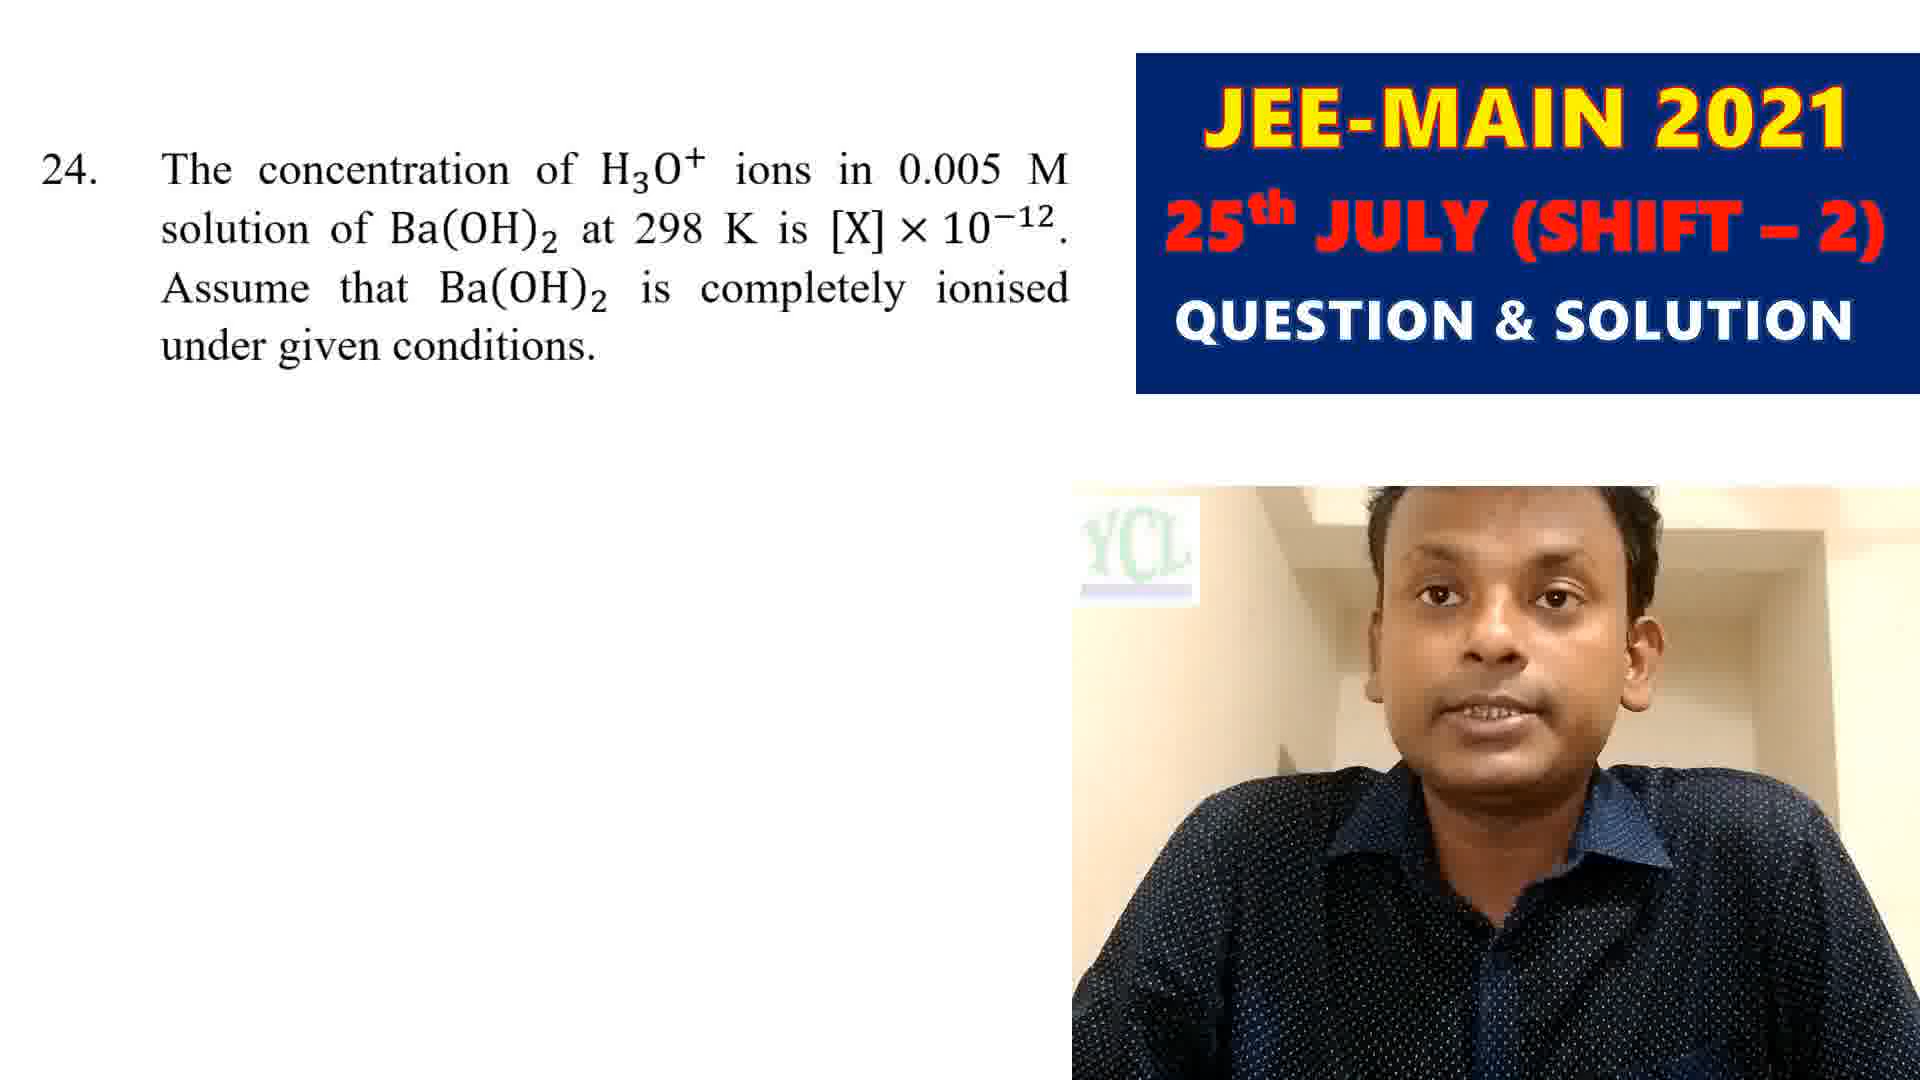 24. The concentration of H₃O⁺ ions in 0.005 M
solution of Ba(OH)₂ at 298 K is [X] × 10⁻¹².
Assume that Ba(OH)₂ is completely ionised
under given conditions.
JEE-MAIN 2021
25ᵗʰ JULY (SHIFT – 2)
QUESTION & SOLUTION
YCL